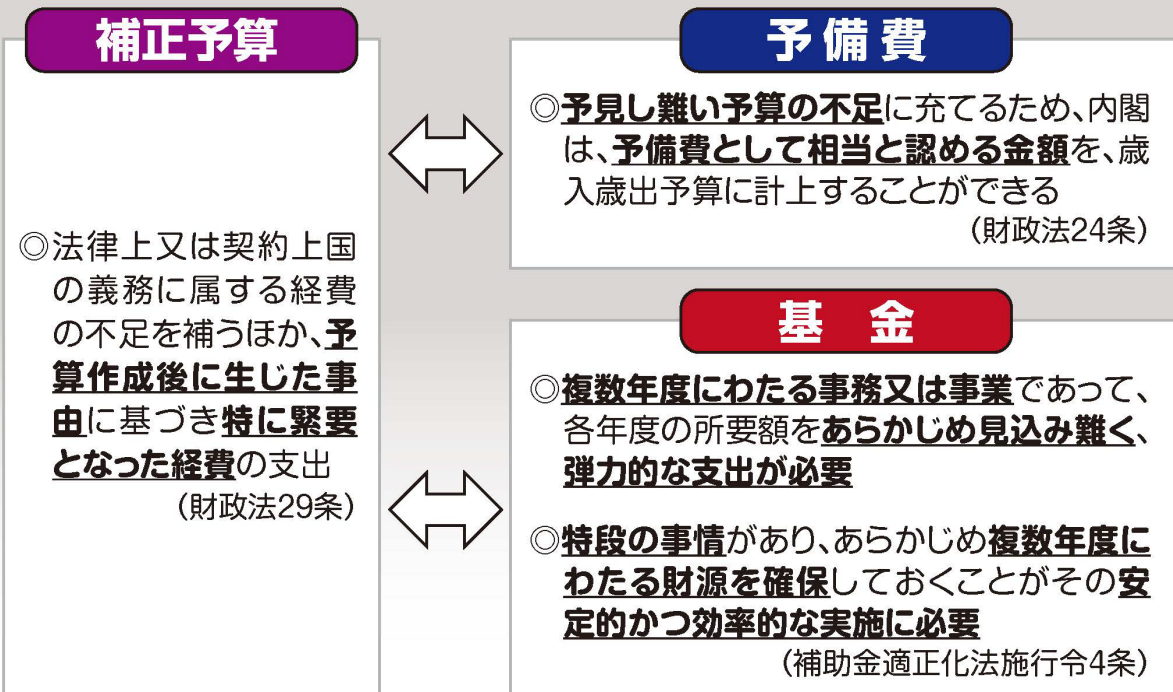 補正予算
◎法律上又は契約上国
の義務に属する経費
の不足を補うほか、予
算作成後に生じた事
由に基づき特に緊要
となった経費の支出
（財政法29条）
予備費
◎予見し難い予算の不足に充てるため、内閣
は、予備費として相当と認める金額を、歳
入歳出予算に計上することができる
（財政法24条）
基金
◎複数年度にわたる事務又は事業であって、
各年度の所要額をあらかじめ見込み難く、
弾力的な支出が必要
◎特段の事情があり、あらかじめ複数年度に
わたる財源を確保しておくことがその安
定的かつ効率的な実施に必要
（補助金適正化法施行令4条）